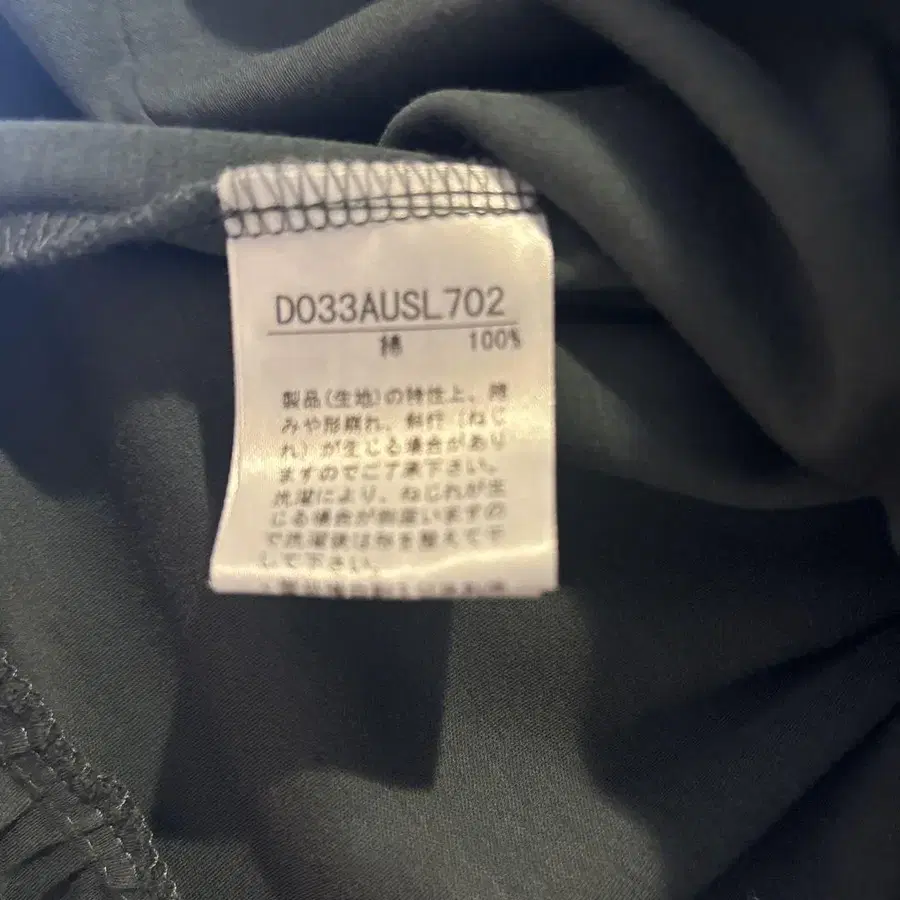 D033AUSL702
綿 100%
製品(生地)の特性上、
みや形崩れ、斜行(ねじ
れ)が生じる場合があり
ますのでご了承下さい。
洗濯により、ねじれが生
じる場合が御座いますの
で洗濯後は形を整えて干
して下さい。